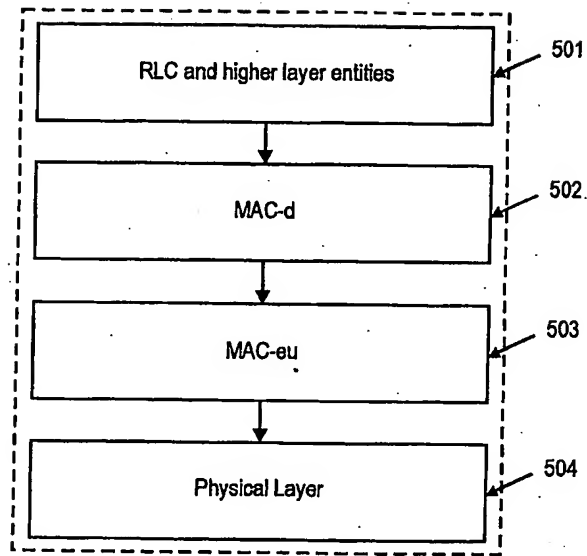 RLC and higher layer entities
501
MAC-d
502
MAC-eu
503
Physical Layer
504